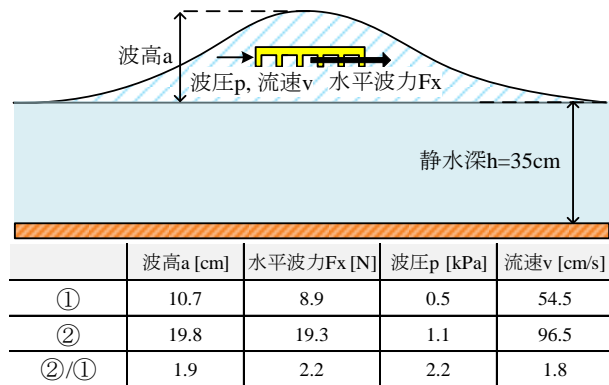 波高a
波圧p, 流速v 水平波力Fx
静水深h=35cm
波高a [cm] 水平波力Fx [N] 波圧p [kPa] 流速v [cm/s]
① 10.7 8.9 0.5 54.5
② 19.8 19.3 1.1 96.5
②/① 1.9 2.2 2.2 1.8